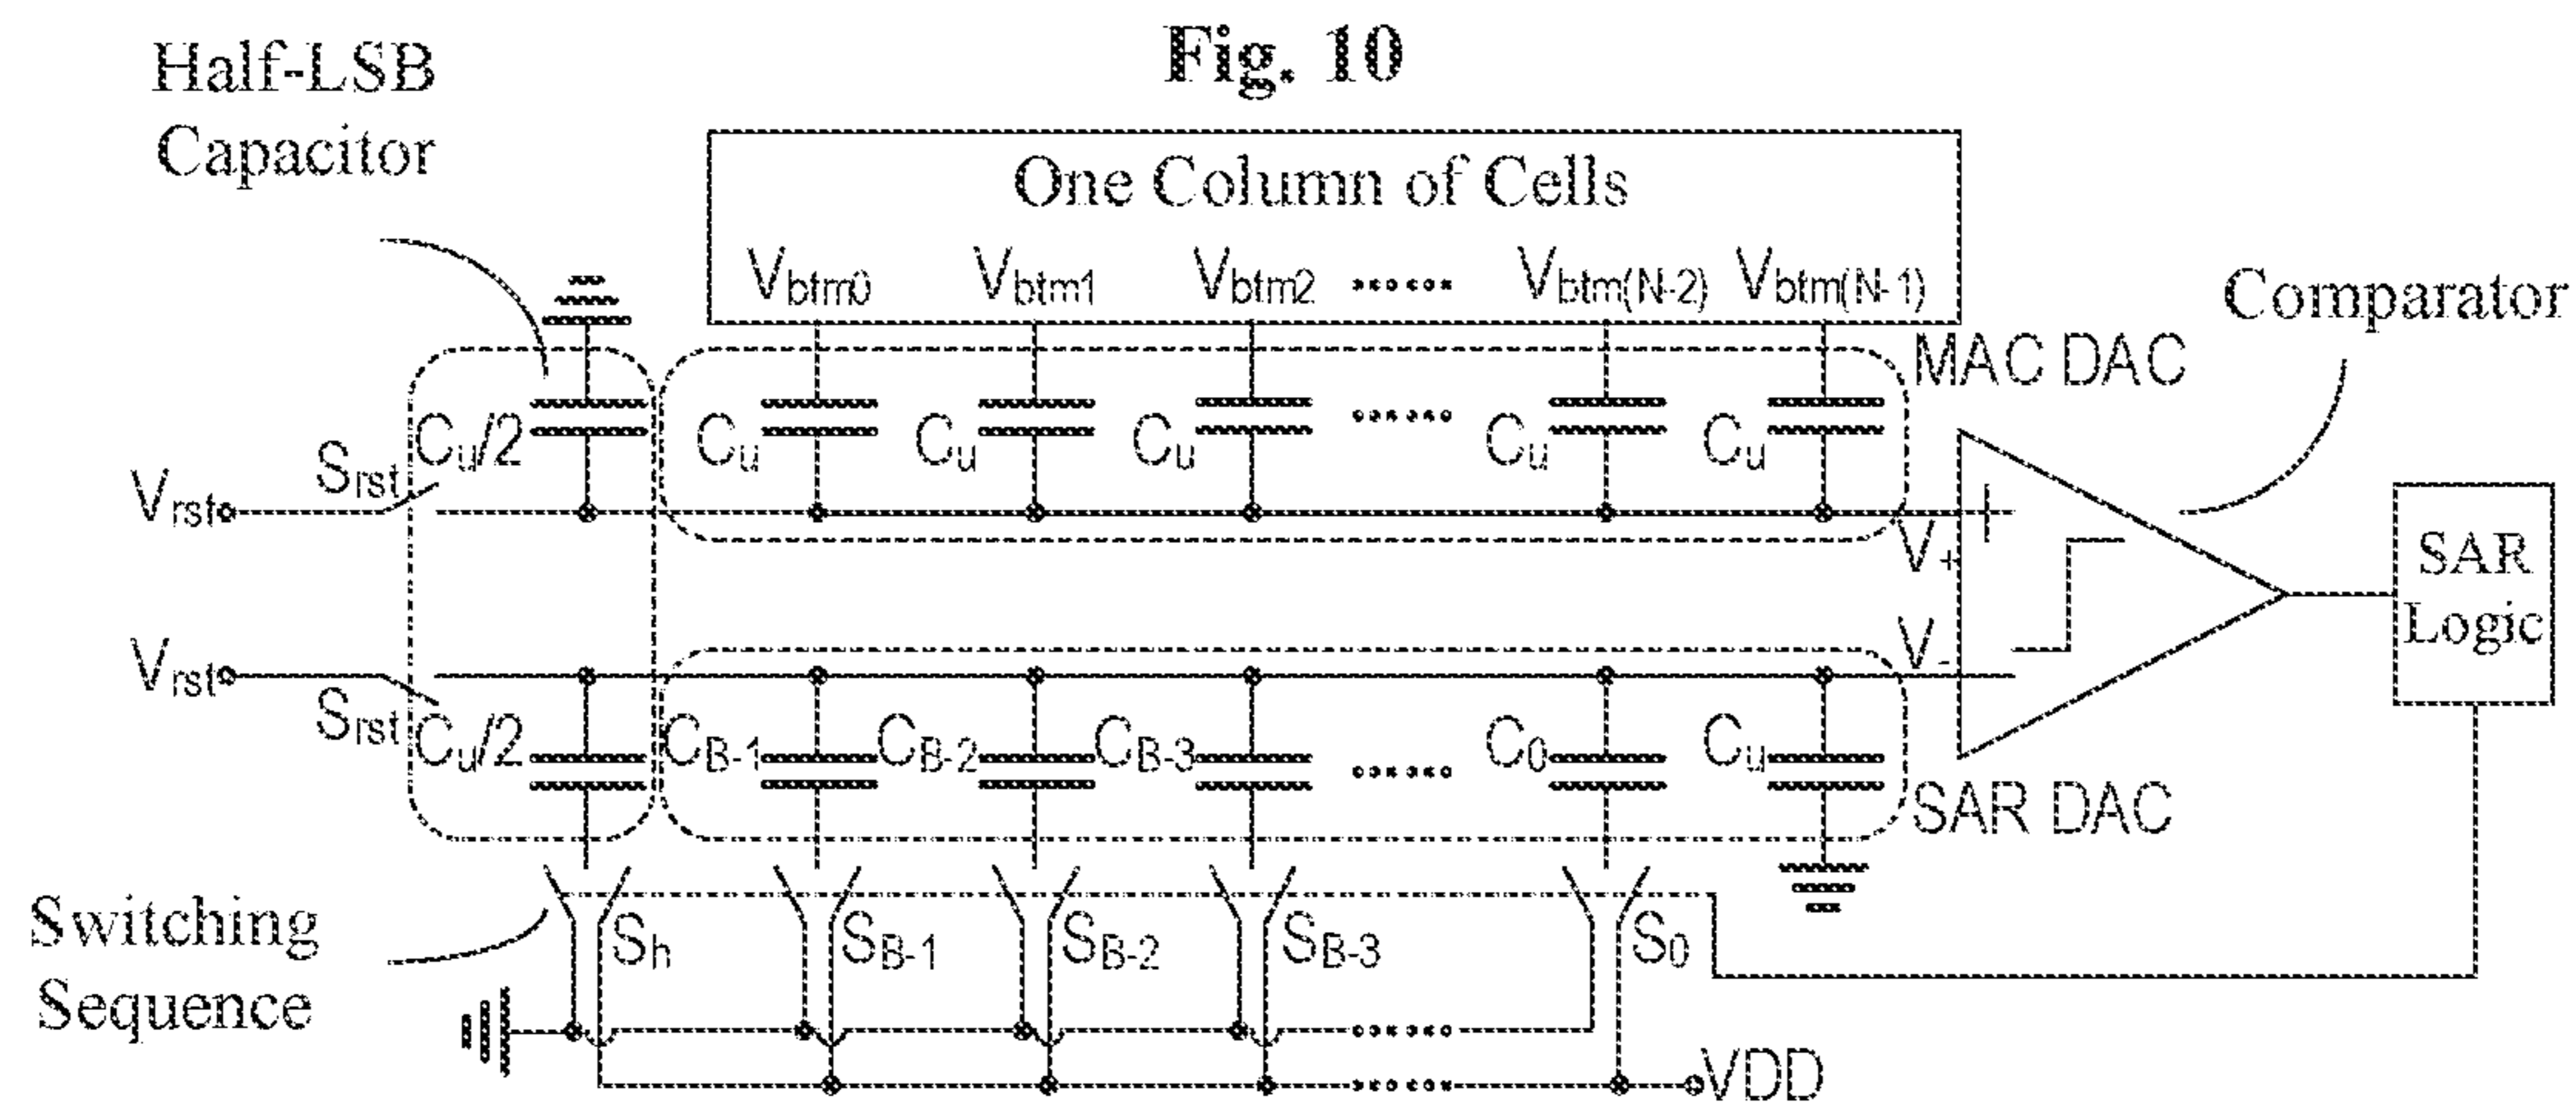 Fig. 10
Half-LSB
Capacitor
One Column of Cells
Vbtm0 Vbtm1 Vbtm2 ...... Vbtm(N-2) Vbtm(N-1)
Comparator
MAC DAC
Cu/2 Cu Cu Cu ...... Cu Cu
Vrst Srst
V+
SAR
Logic
Vrst Srst
V-
Cu/2 CB-1 CB-2 CB-3 ...... C0 Cu
SAR DAC
Switching
Sequence
Sh SB-1 SB-2 SB-3 S0
......
...... VDD